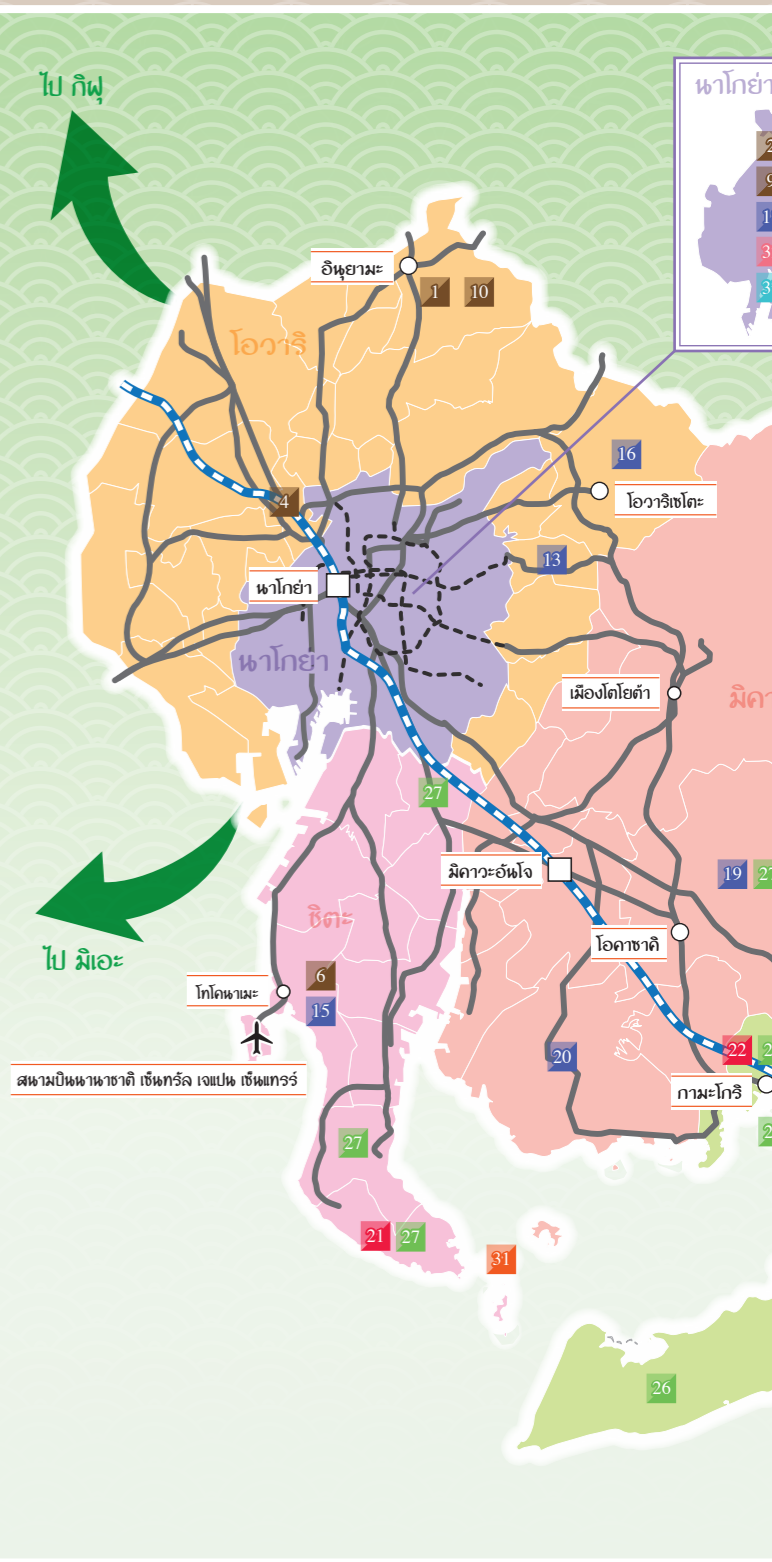 ไป กิฝุ
นาโกย่า
อินุยามะ
1
10
โอวาริ
16
4
โอวาริเซโตะ
13
นาโกย่า
นาโกย่า
เมืองโตโยต้า
27
มิคาวะอันโจ
19
โอคาซาคิ
ชิตะ
ไป มิเอะ
6
โทโคนาเมะ
15
22
20
สนามบินนานาชาติ เซ็นทรัล เจแปน เซ็นแทรร์
กามะโกริ
27
21
27
31
26